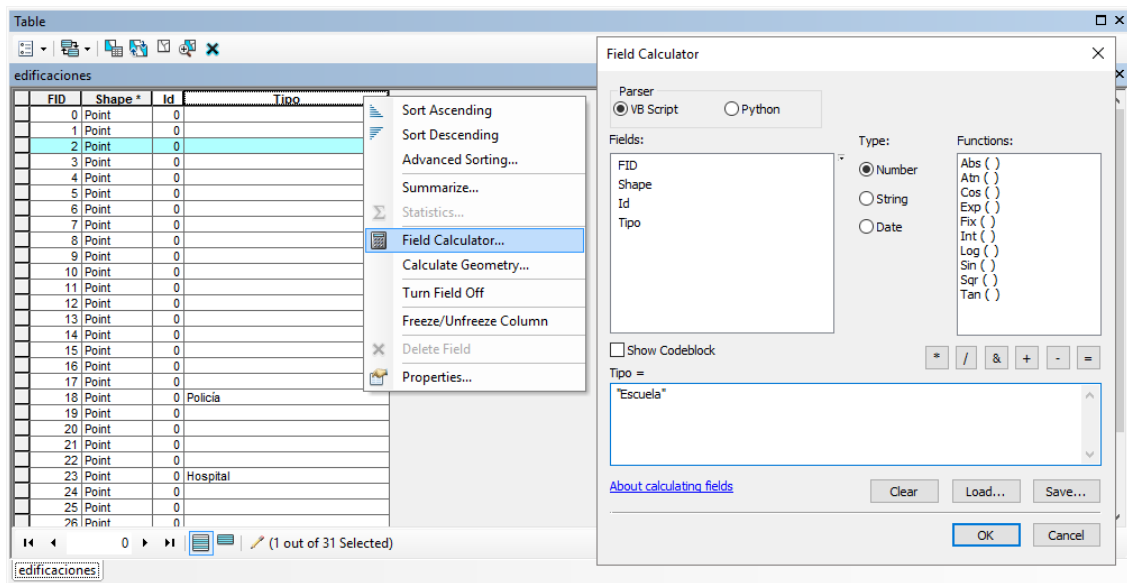 Table
edificaciones
FID Shape * Id Tipo
0 Point 0
1 Point 0
2 Point 0
3 Point 0
4 Point 0
5 Point 0
6 Point 0
7 Point 0
8 Point 0
9 Point 0
10 Point 0
11 Point 0
12 Point 0
13 Point 0
14 Point 0
15 Point 0
16 Point 0
17 Point 0
18 Point 0 Policía
19 Point 0
20 Point 0
21 Point 0
22 Point 0
23 Point 0 Hospital
24 Point 0
25 Point 0
26 Point 0
0 (1 out of 31 Selected)
edificaciones
Sort Ascending
Sort Descending
Advanced Sorting...
Summarize...
Σ Statistics...
Field Calculator...
Calculate Geometry...
Turn Field Off
Freeze/Unfreeze Column
Delete Field
Properties...
Field Calculator
Parser
VB Script Python
Fields: Type: Functions:
FID
Shape
Id
Tipo
Number
String
Date
Abs ( )
Atn ( )
Cos ( )
Exp ( )
Fix ( )
Int ( )
Log ( )
Sin ( )
Sqr ( )
Tan ( )
Show Codeblock
* / & + - =
Tipo =
"Escuela"
About calculating fields
Clear Load... Save...
OK Cancel